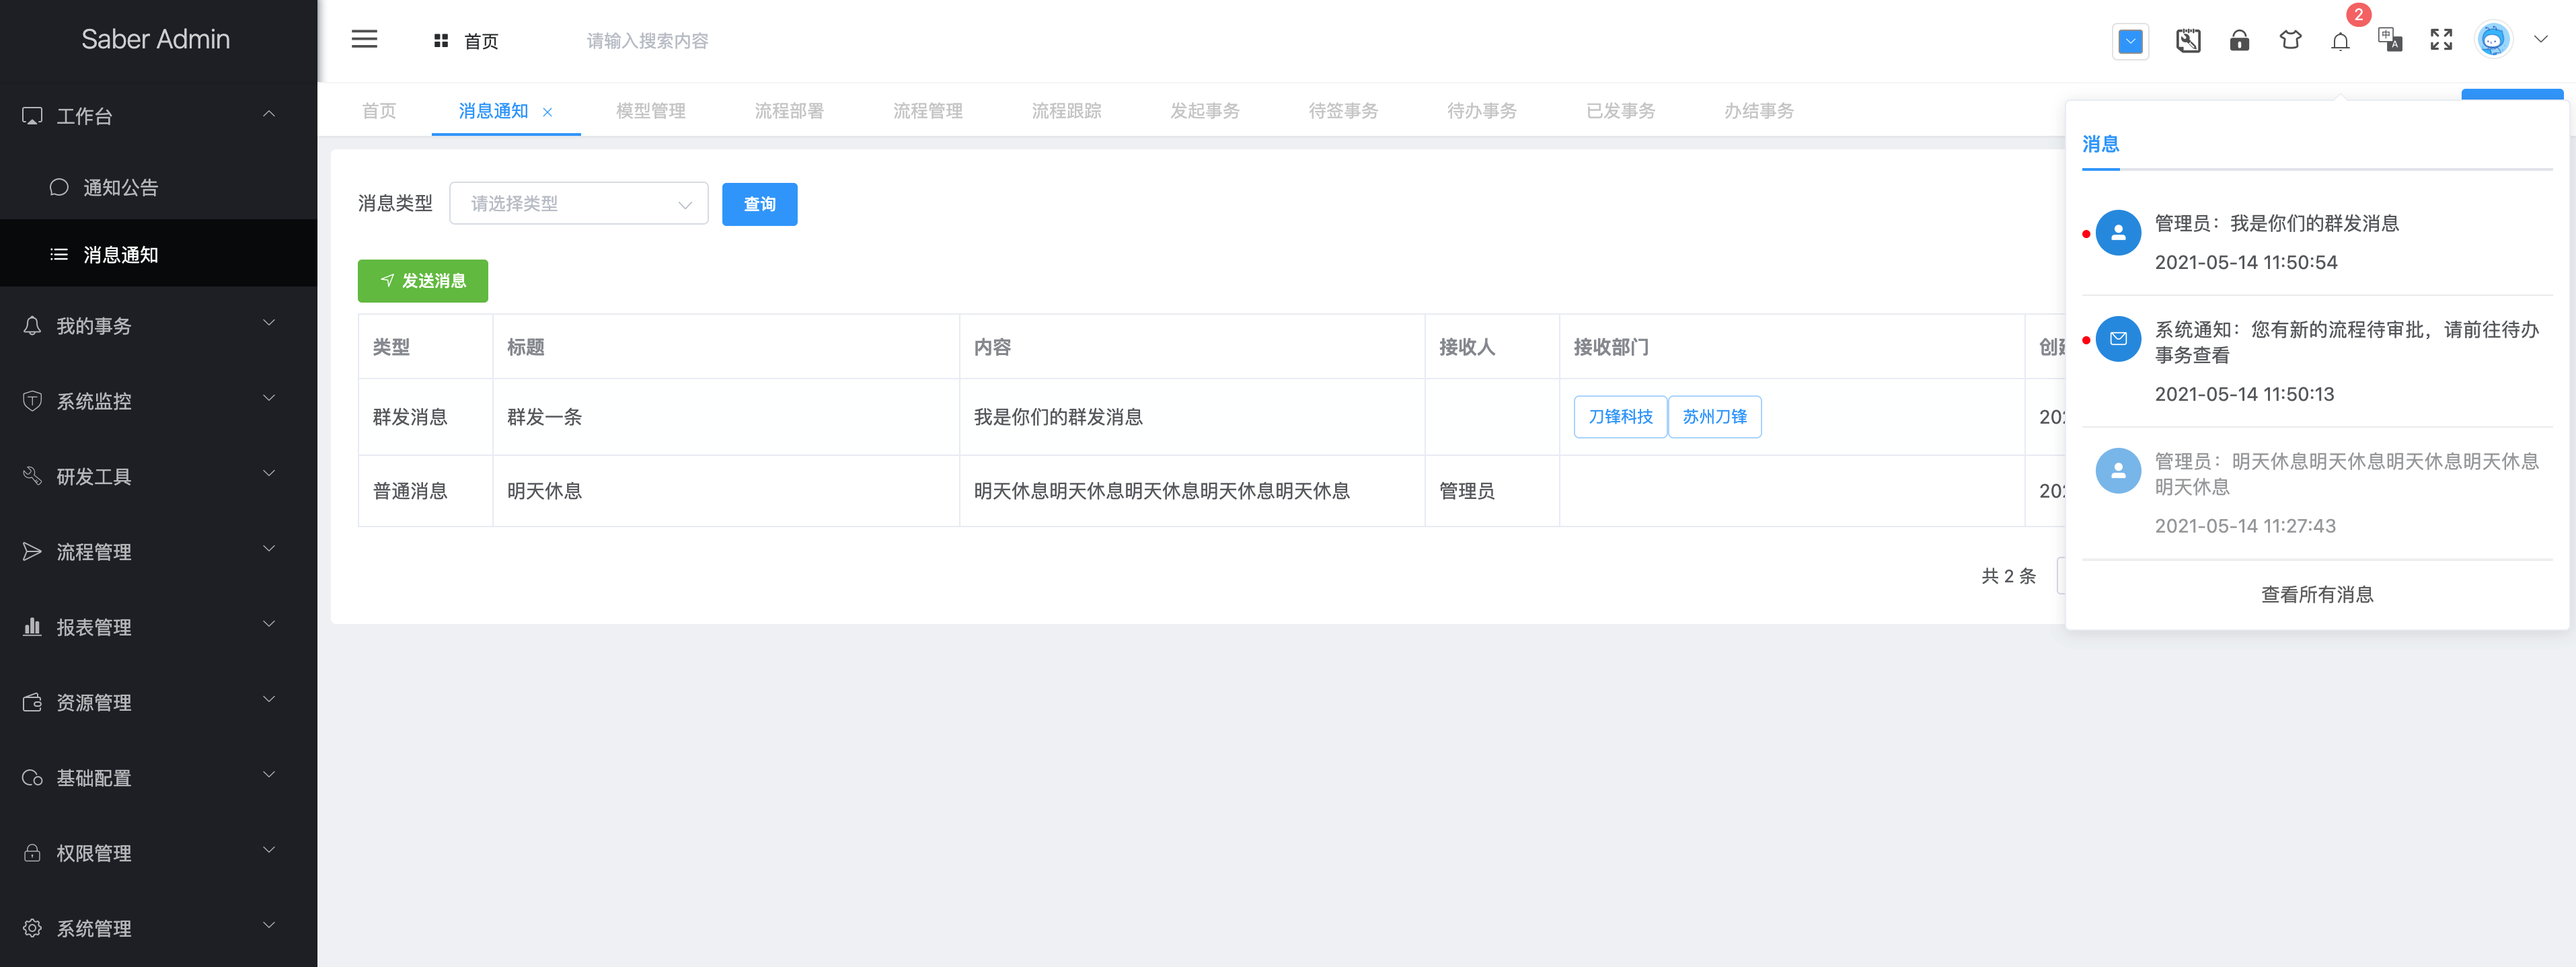 Saber Admin
工作台
通知公告
消息通知
我的事务
系统监控
研发工具
流程管理
报表管理
资源管理
基础配置
权限管理
系统管理
首页 请输入搜索内容 2 中 A
首页 消息通知 模型管理 流程部署 流程管理 流程跟踪 发起事务 待签事务 待办事务 已发事务 办结事务
消息类型 请选择类型 查询
发送消息
类型 标题 内容 接收人 接收部门
群发消息 群发一条 我是你们的群发消息 刀锋科技 苏州刀锋
普通消息 明天休息 明天休息明天休息明天休息明天休息明天休息 管理员
共 2 条
消息
管理员：我是你们的群发消息
2021-05-14 11:50:54
系统通知：您有新的流程待审批，请前往待办
事务查看
2021-05-14 11:50:13
管理员：明天休息明天休息明天休息明天休息
明天休息
2021-05-14 11:27:43
查看所有消息